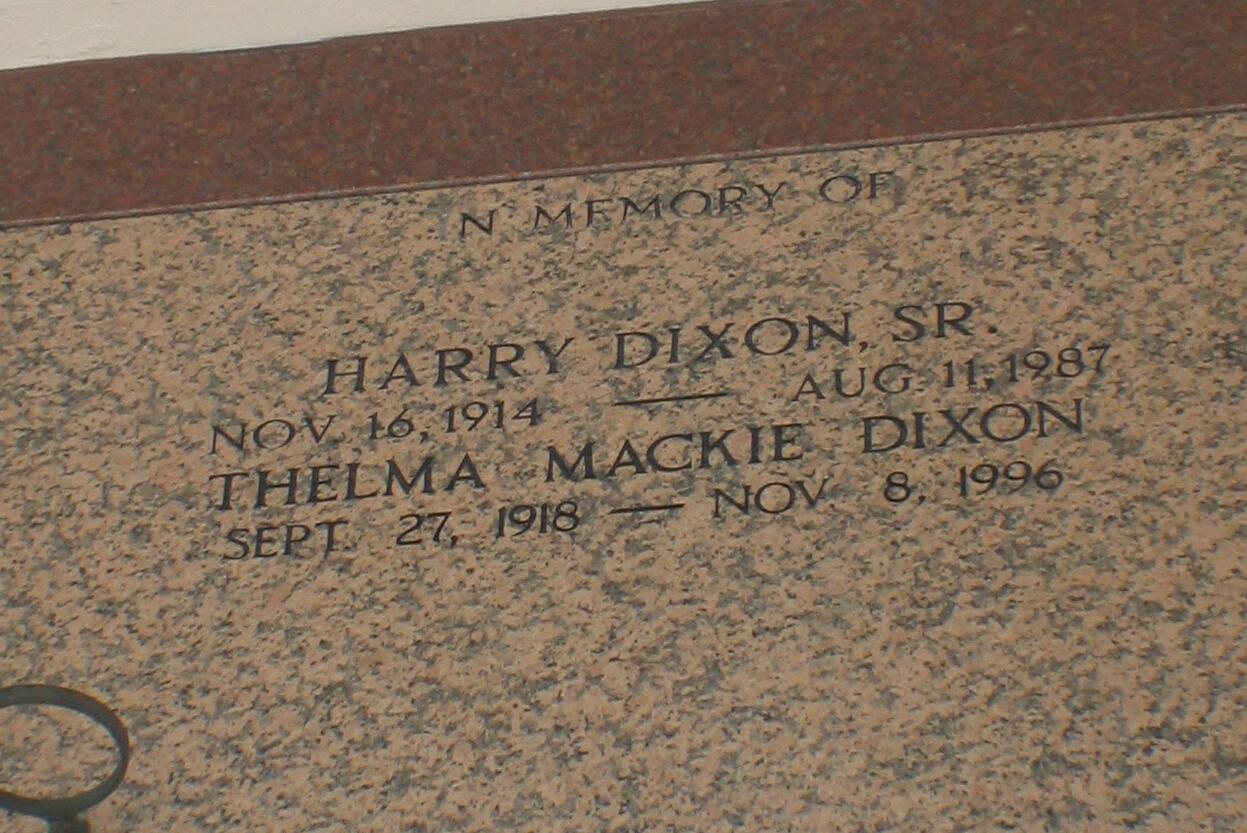 IN MEMORY OF
HARRY DIXON, SR.
NOV 16, 1914 — AUG. 11, 1987
THELMA MACKIE DIXON
SEPT. 27, 1918 — NOV 8, 1996